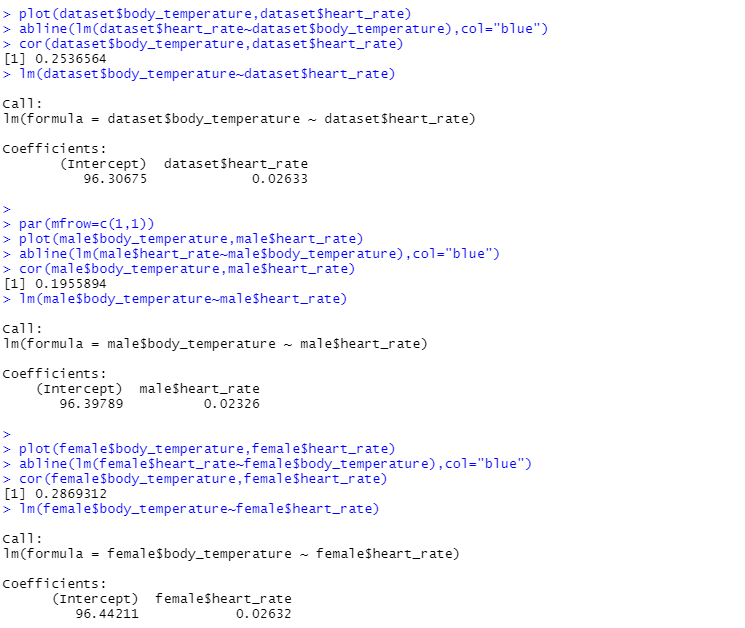 > plot(dataset$body_temperature,dataset$heart_rate)
> abline(lm(dataset$heart_rate~dataset$body_temperature),col="blue")
> cor(dataset$body_temperature,dataset$heart_rate)
[1] 0.2536564
> lm(dataset$body_temperature~dataset$heart_rate)

Call:
lm(formula = dataset$body_temperature ~ dataset$heart_rate)

Coefficients:
       (Intercept)  dataset$heart_rate
          96.30675             0.02633

>
> par(mfrow=c(1,1))
> plot(male$body_temperature,male$heart_rate)
> abline(lm(male$heart_rate~male$body_temperature),col="blue")
> cor(male$body_temperature,male$heart_rate)
[1] 0.1955894
> lm(male$body_temperature~male$heart_rate)

Call:
lm(formula = male$body_temperature ~ male$heart_rate)

Coefficients:
    (Intercept)  male$heart_rate
       96.39789          0.02326

>
> plot(female$body_temperature,female$heart_rate)
> abline(lm(female$heart_rate~female$body_temperature),col="blue")
> cor(female$body_temperature,female$heart_rate)
[1] 0.2869312
> lm(female$body_temperature~female$heart_rate)

Call:
lm(formula = female$body_temperature ~ female$heart_rate)

Coefficients:
      (Intercept)  female$heart_rate
         96.44211            0.02632